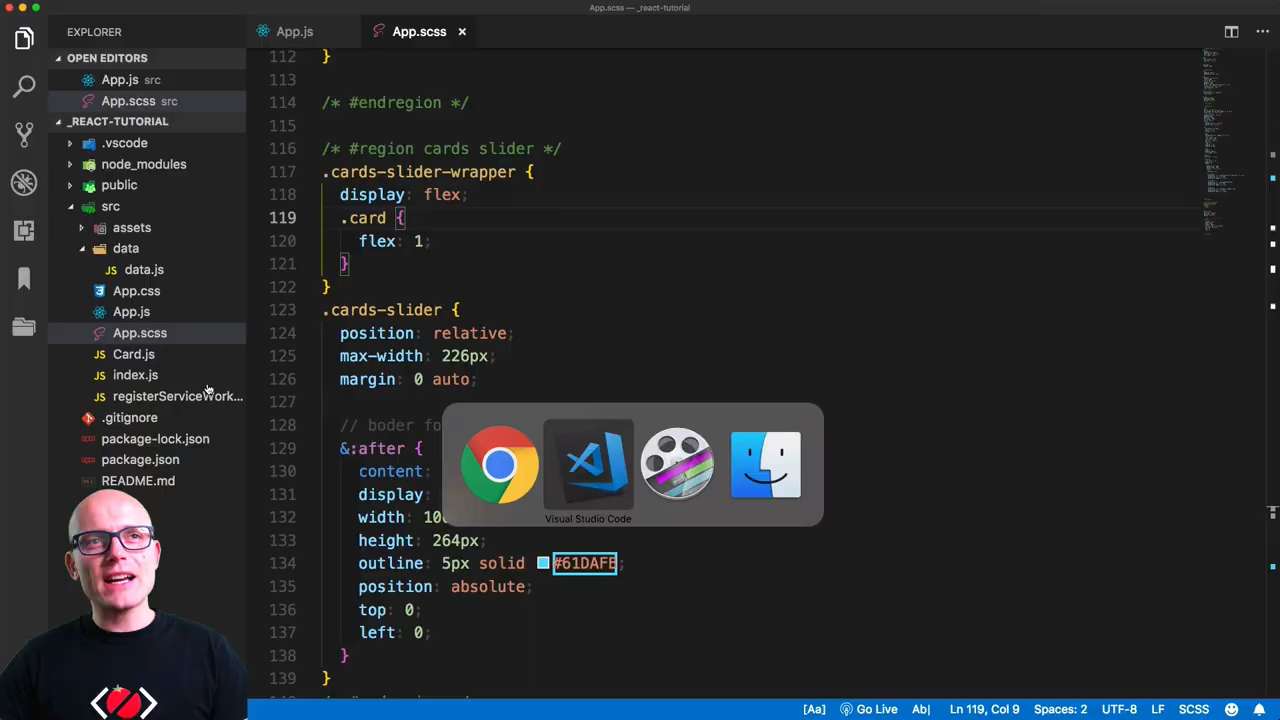 App.scss — _react-tutorial
EXPLORER
App.js
App.scss ×
OPEN EDITORS
App.js src
App.scss src
_REACT-TUTORIAL
.vscode
node_modules
public
src
assets
data
JS data.js
App.css
App.js
App.scss
JS Card.js
JS index.js
JS registerServiceWork...
.gitignore
package-lock.json
package.json
README.md
112 }
113
114 /* #endregion */
115
116 /* #region cards slider */
117 .cards-slider-wrapper {
118 display: flex;
119 .card {
120 flex: 1;
121 }
122 }
123 .cards-slider {
124 position: relative;
125 max-width: 226px;
126 margin: 0 auto;
127
128 // boder fo
129 &:after {
130 content:
131 display:
132 width: 10
133 height: 264px;
134 outline: 5px solid #61DAFB;
135 position: absolute;
136 top: 0;
137 left: 0;
138 }
139 }
Visual Studio Code
[Aa] Go Live Ab| Ln 119, Col 9 Spaces: 2 UTF-8 LF SCSS